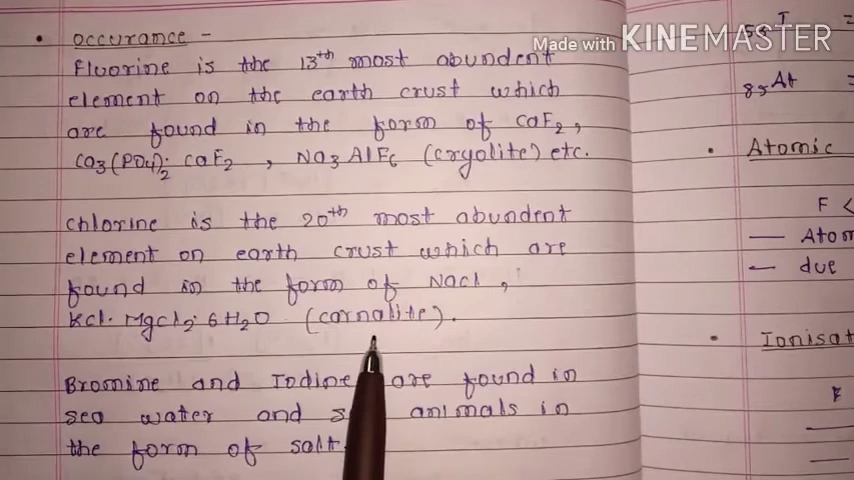 Made with KINEMASTER
• Occurance -
Fluorine is the 13th most abundent
element on the earth crust which
are found in the form of CaF2,
Ca3(PO4)2. CaF2, Na3AlF6 (cryolite) etc.
Chlorine is the 20th most abundent
element on earth crust which are
found in the form of NaCl,
KCl. MgCl2. 6H2O (carnalite).
Bromine and Iodine are found in
sea water and animals in
the form of salt
85At =
• Atomic
F <
— Atom
— due
• Ionisat